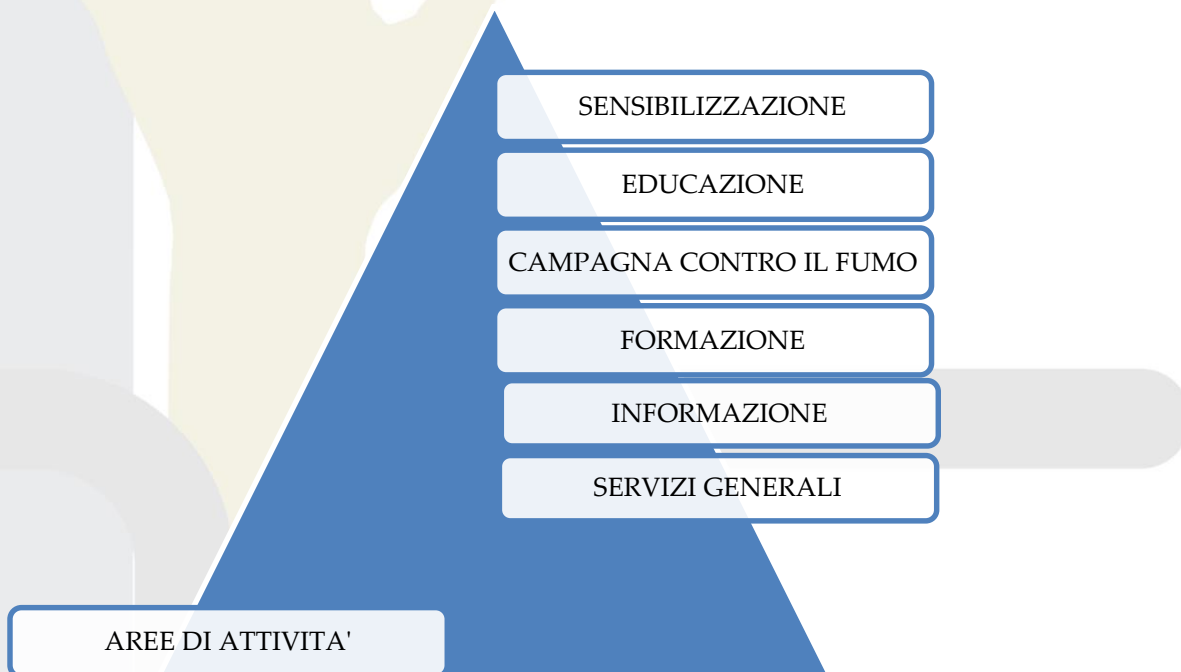 SENSIBILIZZAZIONE
EDUCAZIONE
CAMPAGNA CONTRO IL FUMO
FORMAZIONE
INFORMAZIONE
SERVIZI GENERALI
AREE DI ATTIVITA'